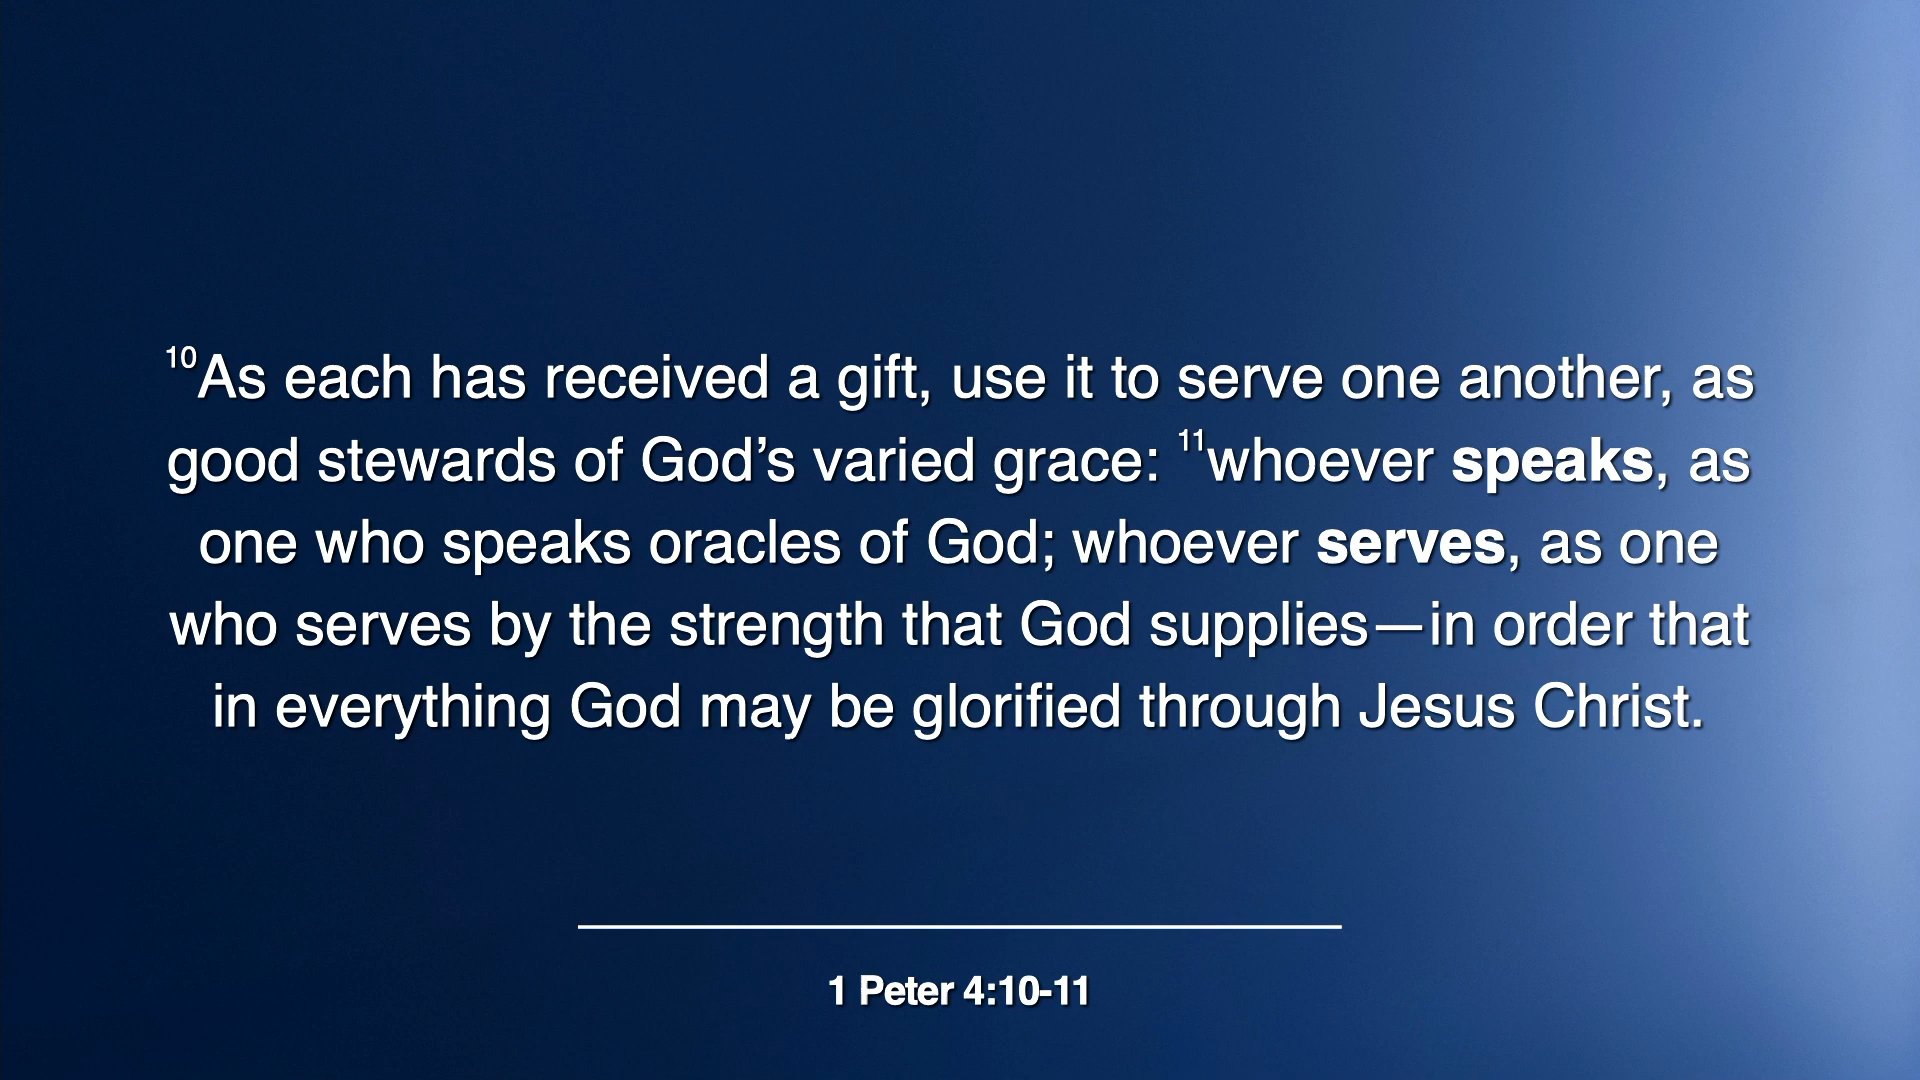 ¹⁰As each has received a gift, use it to serve one another, as
good stewards of God’s varied grace: ¹¹whoever speaks, as
one who speaks oracles of God; whoever serves, as one
who serves by the strength that God supplies—in order that
in everything God may be glorified through Jesus Christ.
1 Peter 4:10-11